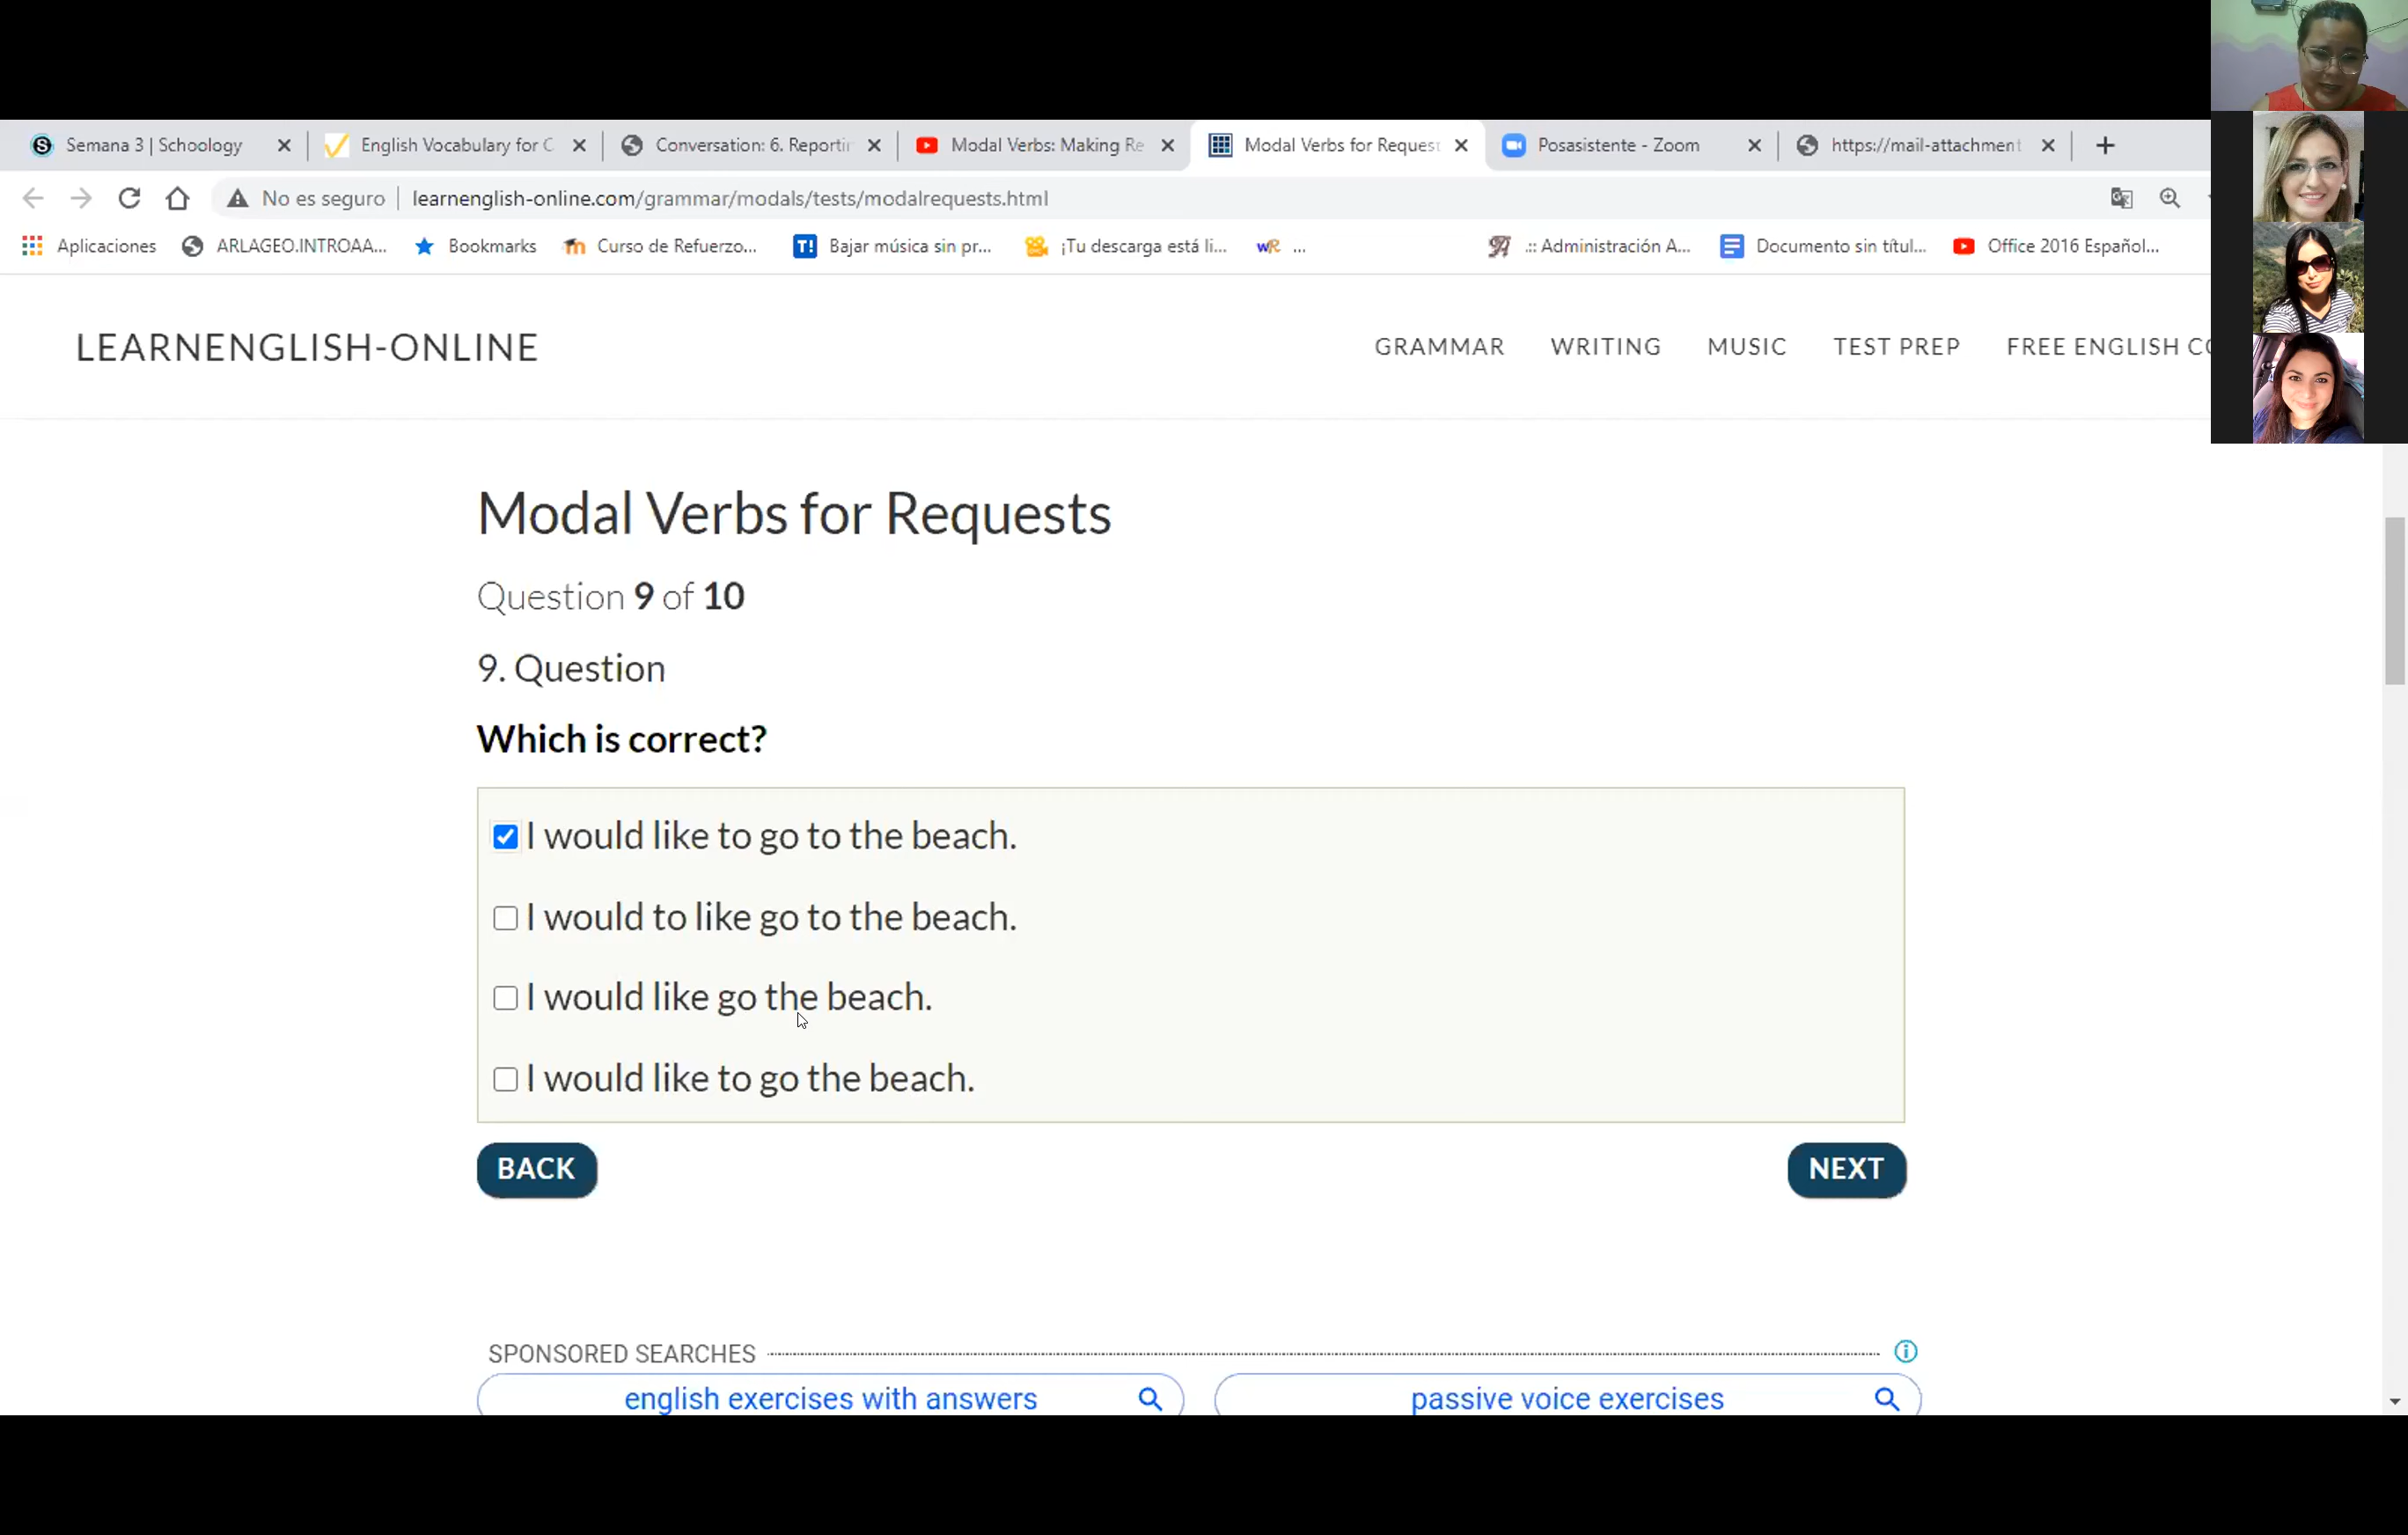 Semana 3 | Schoology
English Vocabulary for C
Conversation: 6. Reportin
Modal Verbs: Making Re
Modal Verbs for Request
Posasistente - Zoom
https://mail-attachment
No es seguro | learnenglish-online.com/grammar/modals/tests/modalrequests.html
Aplicaciones
ARLAGEO.INTROAA...
Bookmarks
Curso de Refuerzo...
Bajar música sin pr...
¡Tu descarga está li...
...
.:: Administración A...
Documento sin títul...
Office 2016 Español...
LEARNENGLISH-ONLINE
GRAMMAR WRITING MUSIC TEST PREP FREE ENGLISH CO
Modal Verbs for Requests
Question 9 of 10
9. Question
Which is correct?
I would like to go to the beach.
I would to like go to the beach.
I would like go the beach.
I would like to go the beach.
BACK
NEXT
SPONSORED SEARCHES
english exercises with answers
passive voice exercises